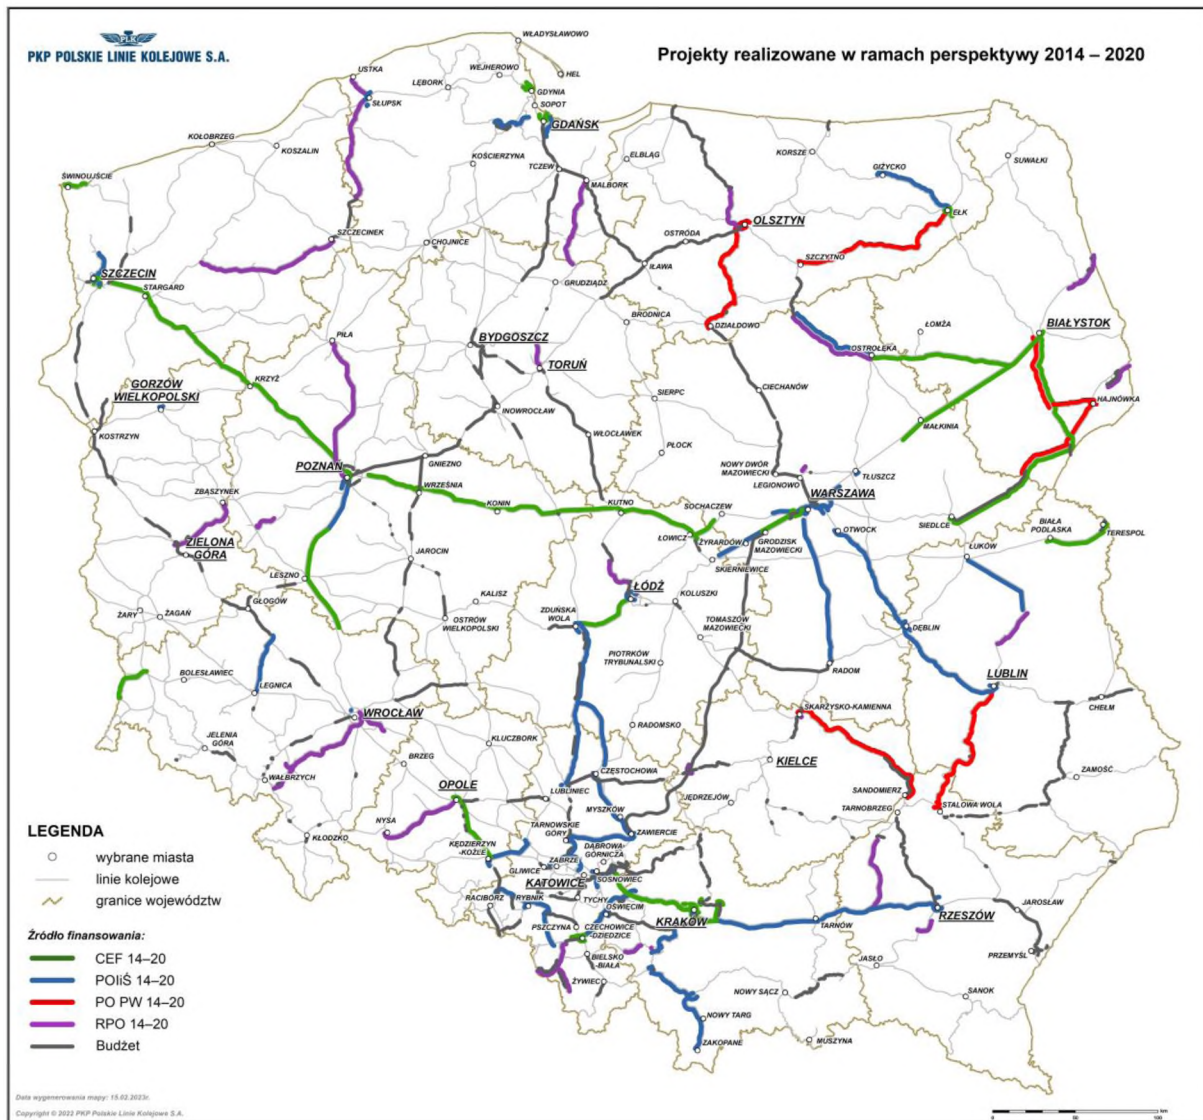 PLK
PKP POLSKIE LINIE KOLEJOWE S.A.
Projekty realizowane w ramach perspektywy 2014 – 2020
WŁADYSŁAWOWO
USTKA
WEJHEROWO
HEL
LĘBORK
GDYNIA
SŁUPSK
SOPOT
GDAŃSK
KOŁOBRZEG
KOSZALIN
KOŚCIERZYNA
TCZEW
ELBLĄG
KORSZE
GIŻYCKO
SUWAŁKI
ŚWINOUJŚCIE
MALBORK
EŁK
OLSZTYN
SZCZECINEK
CHOJNICE
OSTRÓDA
SZCZECIN
STARGARD
IŁAWA
SZCZYTNO
GRUDZIĄDZ
BRODNICA
DZIAŁDOWO
ŁOMŻA
BIAŁYSTOK
PIŁA
BYDGOSZCZ
OSTROŁĘKA
TORUŃ
KRZYŻ
GORZÓW
WIELKOPOLSKI
SIERPC
CIECHANÓW
HAJNÓWKA
INOWROCŁAW
MAŁKINIA
KOSTRZYN
WŁOCŁAWEK
PŁOCK
GNIEZNO
POZNAŃ
NOWY DWÓR
MAZOWIECKI
TŁUSZCZ
LEGIONOWO
WRZEŚNIA
WARSZAWA
ZBĄSZYNEK
KONIN
KUTNO
SOCHACZEW
SIEDLCE
OTWOCK
BIAŁA
PODLASKA
TERESPOL
ZIELONA
GÓRA
ŁOWICZ
ŻYRARDÓW
GRODZISK
MAZOWIECKI
JAROCIN
SKIERNIEWICE
ŁUKÓW
LESZNO
ŁÓDŹ
KALISZ
KOLUSZKI
GŁOGÓW
ŻARY
ŻAGAŃ
ZDUŃSKA
WOLA
OSTRÓW
WIELKOPOLSKI
TOMASZÓW
MAZOWIECKI
DĘBLIN
PIOTRKÓW
TRYBUNALSKI
RADOM
BOLESŁAWIEC
LEGNICA
LUBLIN
CHEŁM
WROCŁAW
SKARŻYSKO-KAMIENNA
RADOMSKO
JELENIA
GÓRA
KLUCZBORK
BRZEG
KIELCE
WAŁBRZYCH
CZĘSTOCHOWA
ZAMOŚĆ
OPOLE
LUBLINIEC
SANDOMIERZ
JĘDRZEJÓW
MYSZKÓW
TARNOBRZEG
STALOWA WOLA
NYSA
KŁODZKO
TARNOWSKIE
GÓRY
ZAWIERCIE
KĘDZIERZYN
-KOŹLE
DĄBROWA-
GÓRNICZA
ZABRZE
GLIWICE
SOSNOWIEC
KATOWICE
TYCHY
RACIBÓRZ
RYBNIK
OŚWIĘCIM
KRAKÓW
RZESZÓW
JAROSŁAW
PSZCZYNA
CZECHOWICE
-DZIEDZICE
TARNÓW
BIELSKO
-BIAŁA
PRZEMYŚL
JASŁO
ŻYWIEC
NOWY SĄCZ
SANOK
NOWY TARG
MUSZYNA
ZAKOPANE
LEGENDA
wybrane miasta
linie kolejowe
granice województw
Źródło finansowania:
CEF 14–20
POIiŚ 14–20
PO PW 14–20
RPO 14–20
Budżet
Data wygenerowania mapy: 15.02.2023r.
Copyright © 2022 PKP Polskie Linie Kolejowe S.A.
km
0
50
100